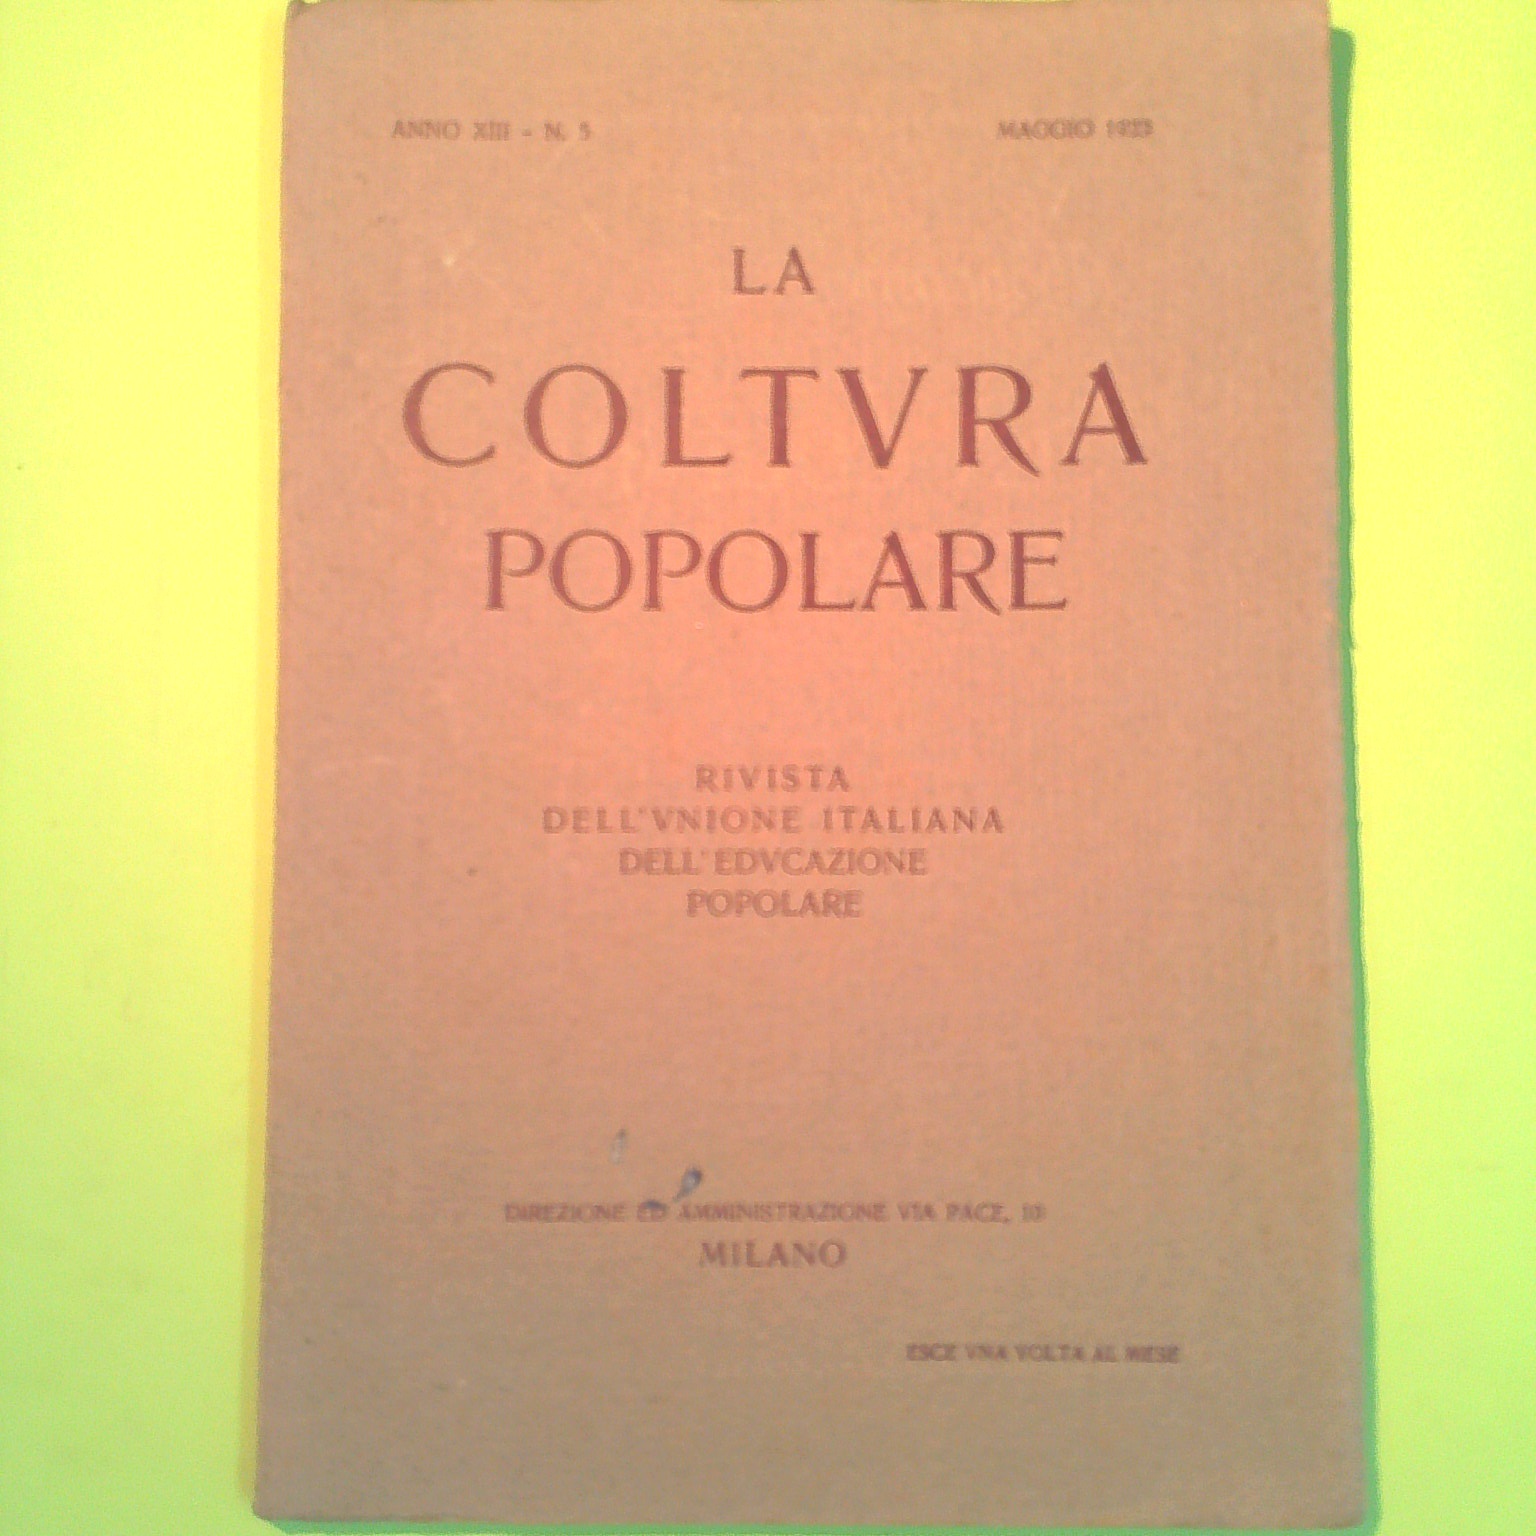 ANNO XIII - N. 5
MAGGIO 1923
LA
COLTVRA
POPOLARE
RIVISTA
DELL'VNIONE ITALIANA
DELL'EDVCAZIONE
POPOLARE
DIREZIONE ED AMMINISTRAZIONE VIA PACE, 10
MILANO
ESCE VNA VOLTA AL MESE